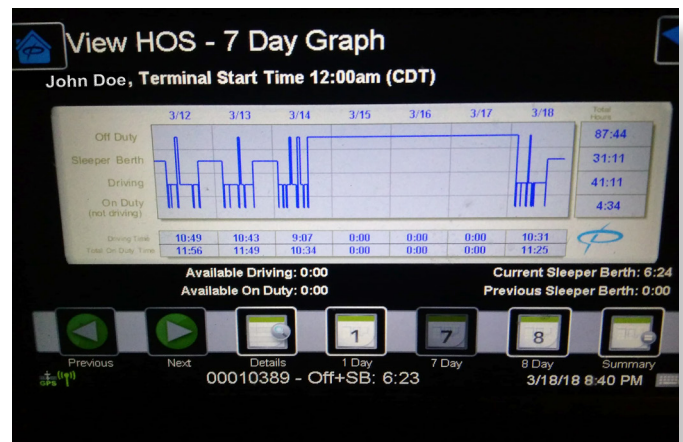 View HOS - 7 Day Graph
John Doe, Terminal Start Time 12:00am (CDT)
3/12 3/13 3/14 3/15 3/16 3/17 3/18 Total Hours
Off Duty 87:44
Sleeper Berth 31:11
Driving 41:11
On Duty (not driving) 4:34
Driving Time 10:49 10:43 9:07 0:00 0:00 0:00 10:31
Total On Duty Time 11:56 11:49 10:34 0:00 0:00 0:00 11:25
Available Driving: 0:00 Current Sleeper Berth: 6:24
Available On Duty: 0:00 Previous Sleeper Berth: 0:00
1 7 8
Previous Next Details 1 Day 7 Day 8 Day Summary
GPS 00010389 - Off+SB: 6:23 3/18/18 8:40 PM